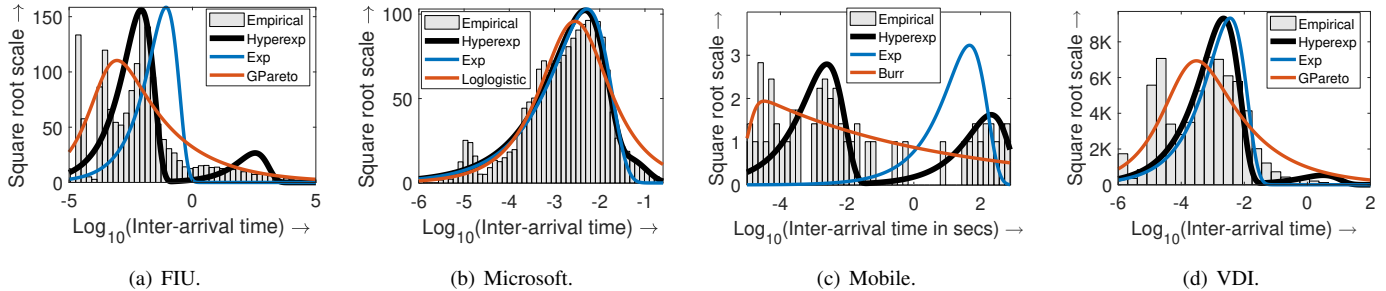 Square root scale →
150
100
50
0
-5
0
5
Log10(Inter-arrival time) →
Empirical
Hyperexp
Exp
GPareto
(a) FIU.
Square root scale →
100
50
0
-6
-5
-4
-3
-2
-1
Log10(Inter-arrival time) →
Empirical
Hyperexp
Exp
Loglogistic
(b) Microsoft.
Square root scale →
3
2
1
0
-4
-2
0
2
Log10(Inter-arrival time in secs) →
Empirical
Hyperexp
Exp
Burr
(c) Mobile.
Square root scale →
8K
6K
4K
2K
0
-6
-4
-2
0
2
Log10(Inter-arrival time) →
Empirical
Hyperexp
Exp
GPareto
(d) VDI.